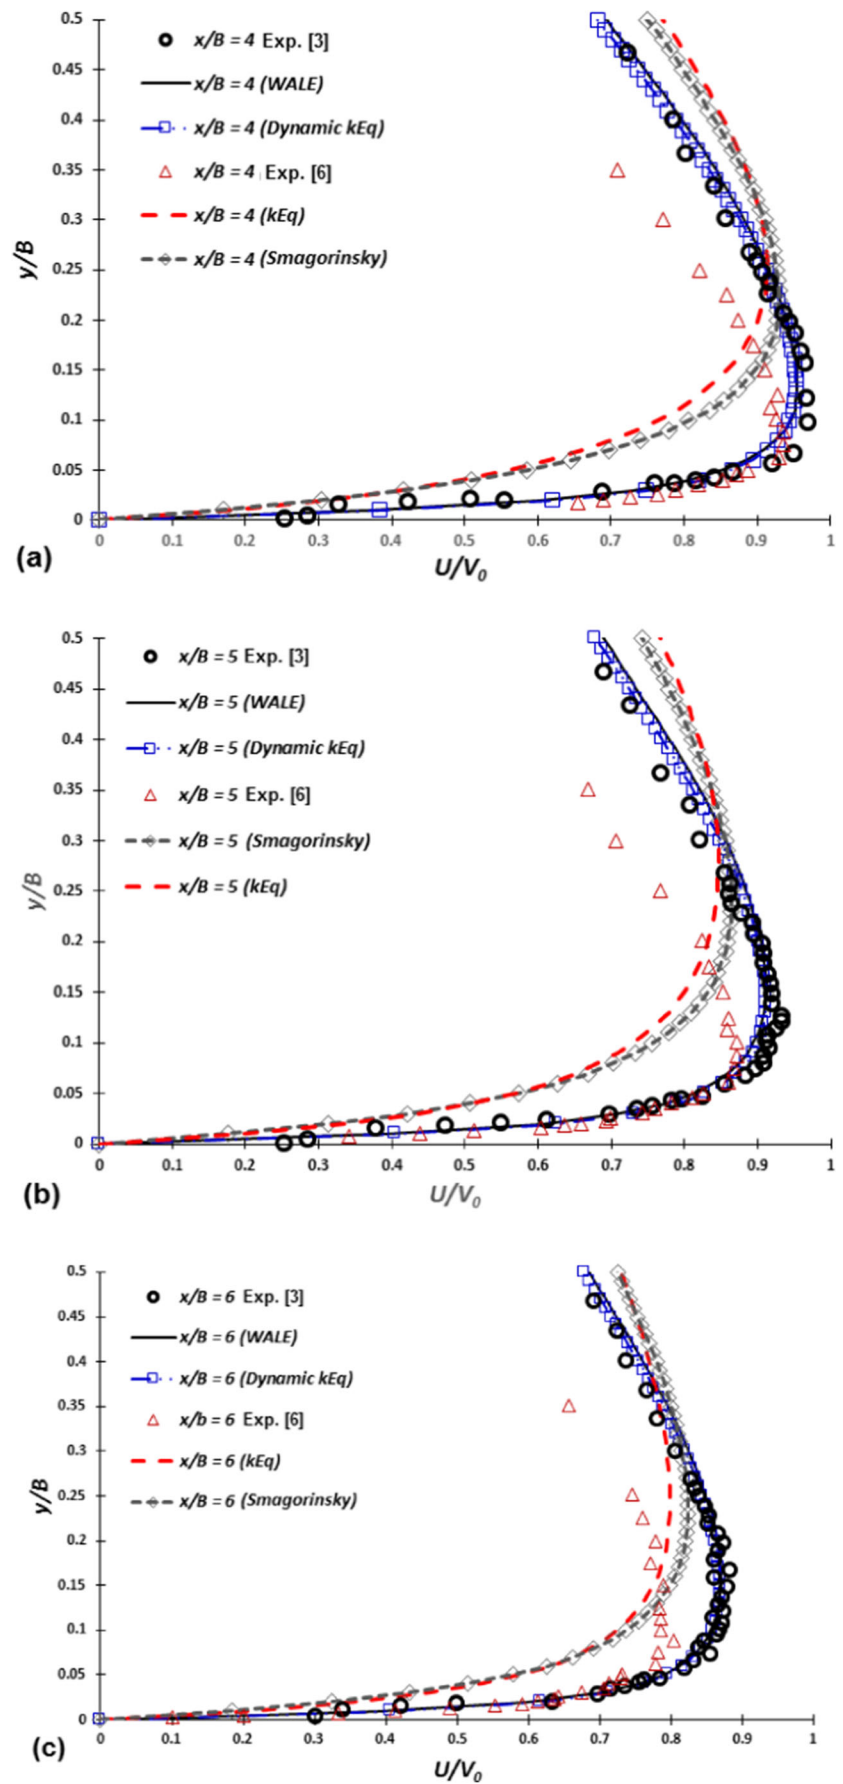 0.5
x/B = 4 Exp. [3]
0.45
x/B = 4 (WALE)
0.4
x/B = 4 (Dynamic kEq)
0.35
x/B = 4 Exp. [6]
0.3
x/B = 4 (kEq)
y/B
0.25
x/B = 4 (Smagorinsky)
0.2
0.15
0.1
0.05
0
0 0.1 0.2 0.3 0.4 0.5 0.6 0.7 0.8 0.9 1
(a)
U/V0
0.5
x/B = 5 Exp. [3]
0.45
x/B = 5 (WALE)
0.4
x/B = 5 (Dynamic kEq)
0.35
x/B = 5 Exp. [6]
0.3
x/B = 5 (Smagorinsky)
y/B
0.25
x/B = 5 (kEq)
0.2
0.15
0.1
0.05
0
0 0.1 0.2 0.3 0.4 0.5 0.6 0.7 0.8 0.9 1
(b)
U/V0
0.5
x/B = 6 Exp. [3]
0.45
x/B = 6 (WALE)
0.4
x/B = 6 (Dynamic kEq)
0.35
x/b = 6 Exp. [6]
0.3
x/B = 6 (kEq)
y/B
0.25
x/B = 6 (Smagorinsky)
0.2
0.15
0.1
0.05
0
0 0.1 0.2 0.3 0.4 0.5 0.6 0.7 0.8 0.9 1
(c)
U/V0